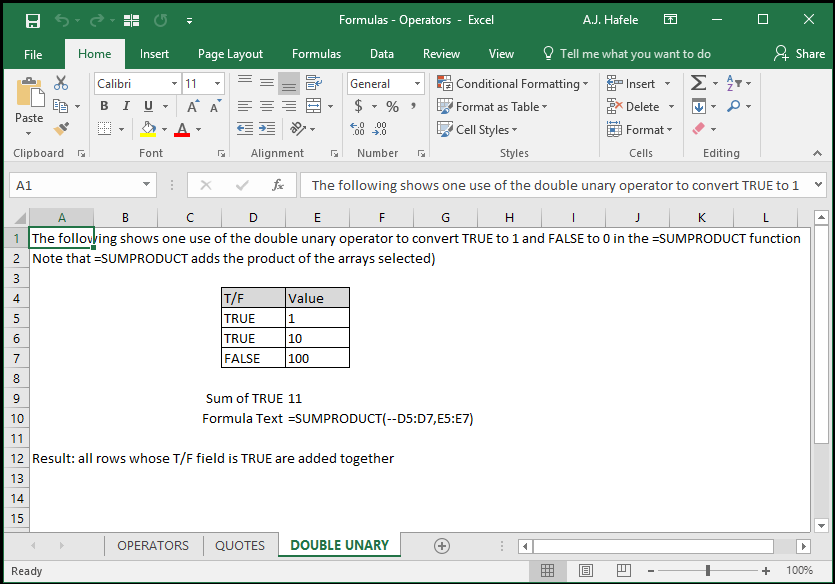 Formulas - Operators - Excel
A.J. Hafele
File Home Insert Page Layout Formulas Data Review View Tell me what you want to do Share
Calibri 11 General Conditional Formatting Insert
Paste B I U A A $ % , Format as Table Delete
A .00 .0 Cell Styles Format
Clipboard Font Alignment Number Styles Cells Editing
A1 fx The following shows one use of the double unary operator to convert TRUE to 1
A B C D E F G H I J K L
1 The following shows one use of the double unary operator to convert TRUE to 1 and FALSE to 0 in the =SUMPRODUCT function
2 Note that =SUMPRODUCT adds the product of the arrays selected)
3
4 T/F Value
5 TRUE 1
6 TRUE 10
7 FALSE 100
8
9 Sum of TRUE 11
10 Formula Text =SUMPRODUCT(--D5:D7,E5:E7)
11
12 Result: all rows whose T/F field is TRUE are added together
13
14
15
OPERATORS QUOTES DOUBLE UNARY
Ready 100%